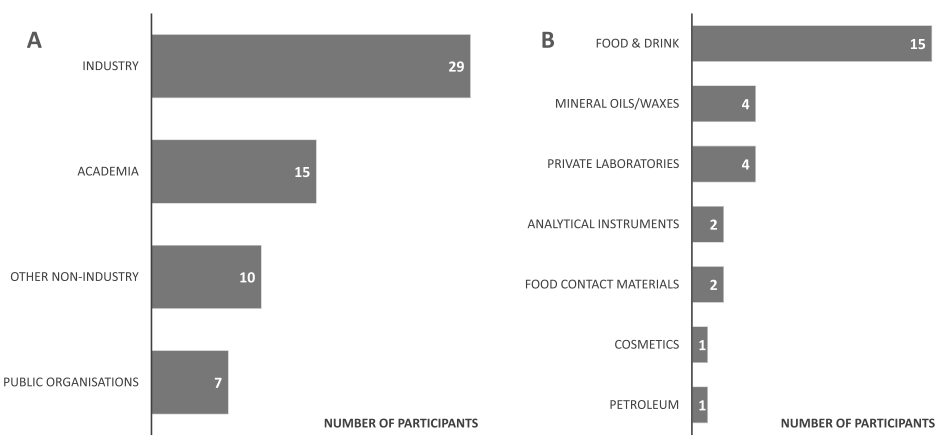 A
INDUSTRY 29
ACADEMIA 15
OTHER NON-INDUSTRY 10
PUBLIC ORGANISATIONS 7
NUMBER OF PARTICIPANTS
B
FOOD & DRINK 15
MINERAL OILS/WAXES 4
PRIVATE LABORATORIES 4
ANALYTICAL INSTRUMENTS 2
FOOD CONTACT MATERIALS 2
COSMETICS 1
PETROLEUM 1
NUMBER OF PARTICIPANTS